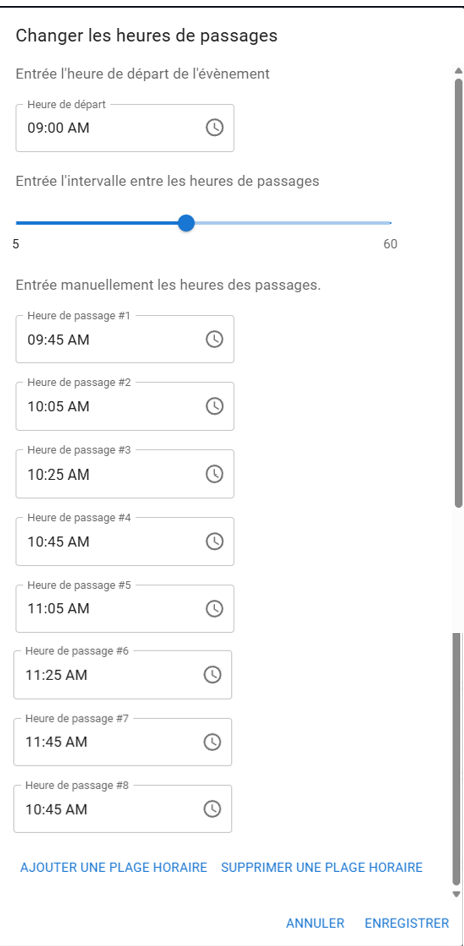 Changer les heures de passages
Entrée l'heure de départ de l'évènement
Heure de départ
09:00 AM
Entrée l'intervalle entre les heures de passages
5 60
Entrée manuellement les heures des passages.
Heure de passage #1
09:45 AM
Heure de passage #2
10:05 AM
Heure de passage #3
10:25 AM
Heure de passage #4
10:45 AM
Heure de passage #5
11:05 AM
Heure de passage #6
11:25 AM
Heure de passage #7
11:45 AM
Heure de passage #8
10:45 AM
AJOUTER UNE PLAGE HORAIRE SUPPRIMER UNE PLAGE HORAIRE
ANNULER ENREGISTRER